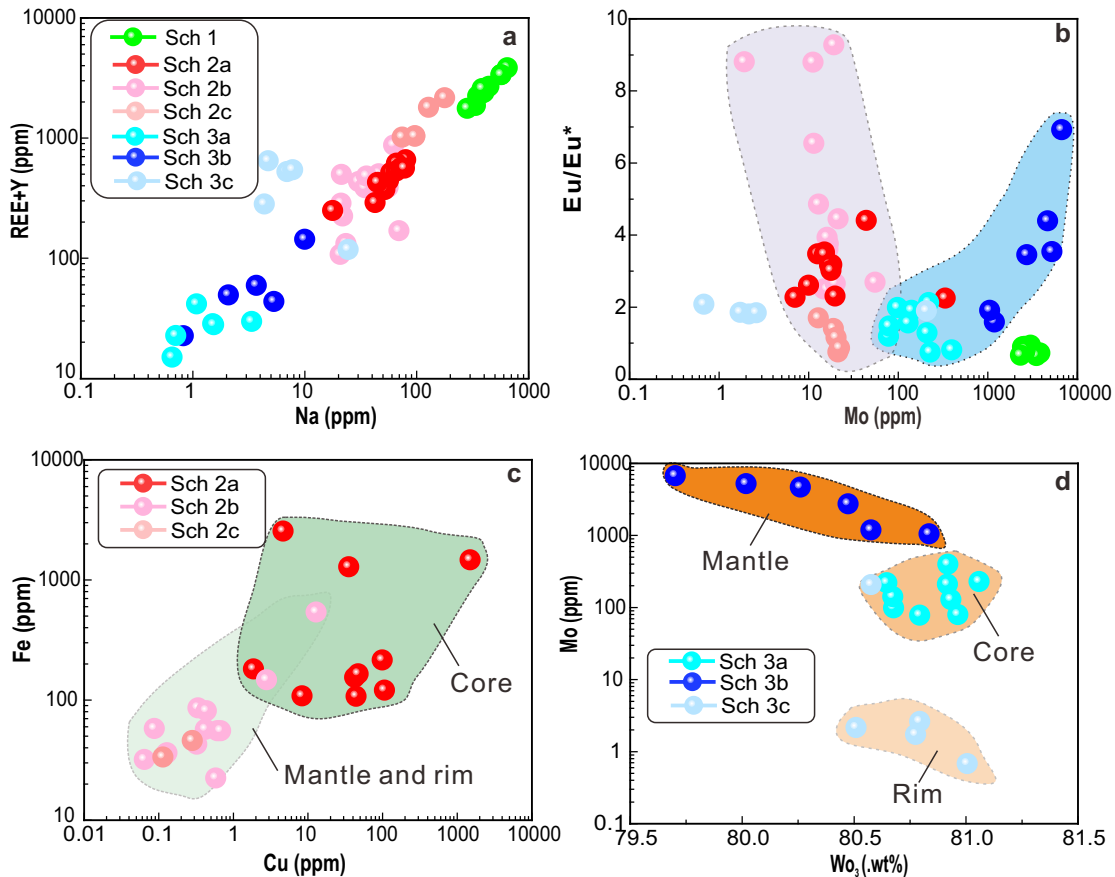 a
Sch 1
Sch 2a
Sch 2b
Sch 2c
Sch 3a
Sch 3b
Sch 3c
1000
100
10
REE+Y (ppm)
0.1 1 10 100 1000
Na (ppm)
b
10
8
6
4
2
0
Eu/Eu*
0.1 1 10 100 1000 10000
Mo (ppm)
c
Sch 2a
Sch 2b
Sch 2c
10000
1000
100
10
Fe (ppm)
Core
Mantle and rim
0.01 0.1 1 10 100 1000 10000
Cu (ppm)
d
10000
1000
100
10
1
0.1
Mo (ppm)
Mantle
Core
Sch 3a
Sch 3b
Sch 3c
Rim
79.5 80.0 80.5 81.0 81.5
Wo₃ (.wt%)